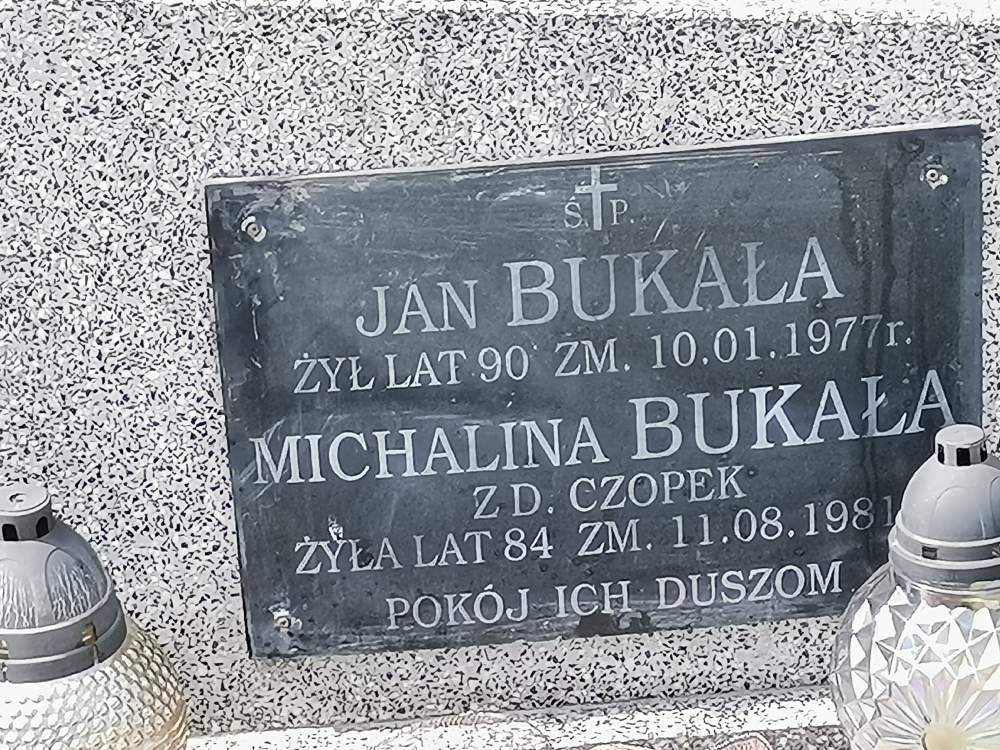 Ś. P.
JAN BUKAŁA
ŻYŁ LAT 90 ZM. 10.01.1977r.
MICHALINA BUKAŁA
Z D. CZOPEK
ŻYŁA LAT 84 ZM. 11.08.1981
POKÓJ ICH DUSZOM